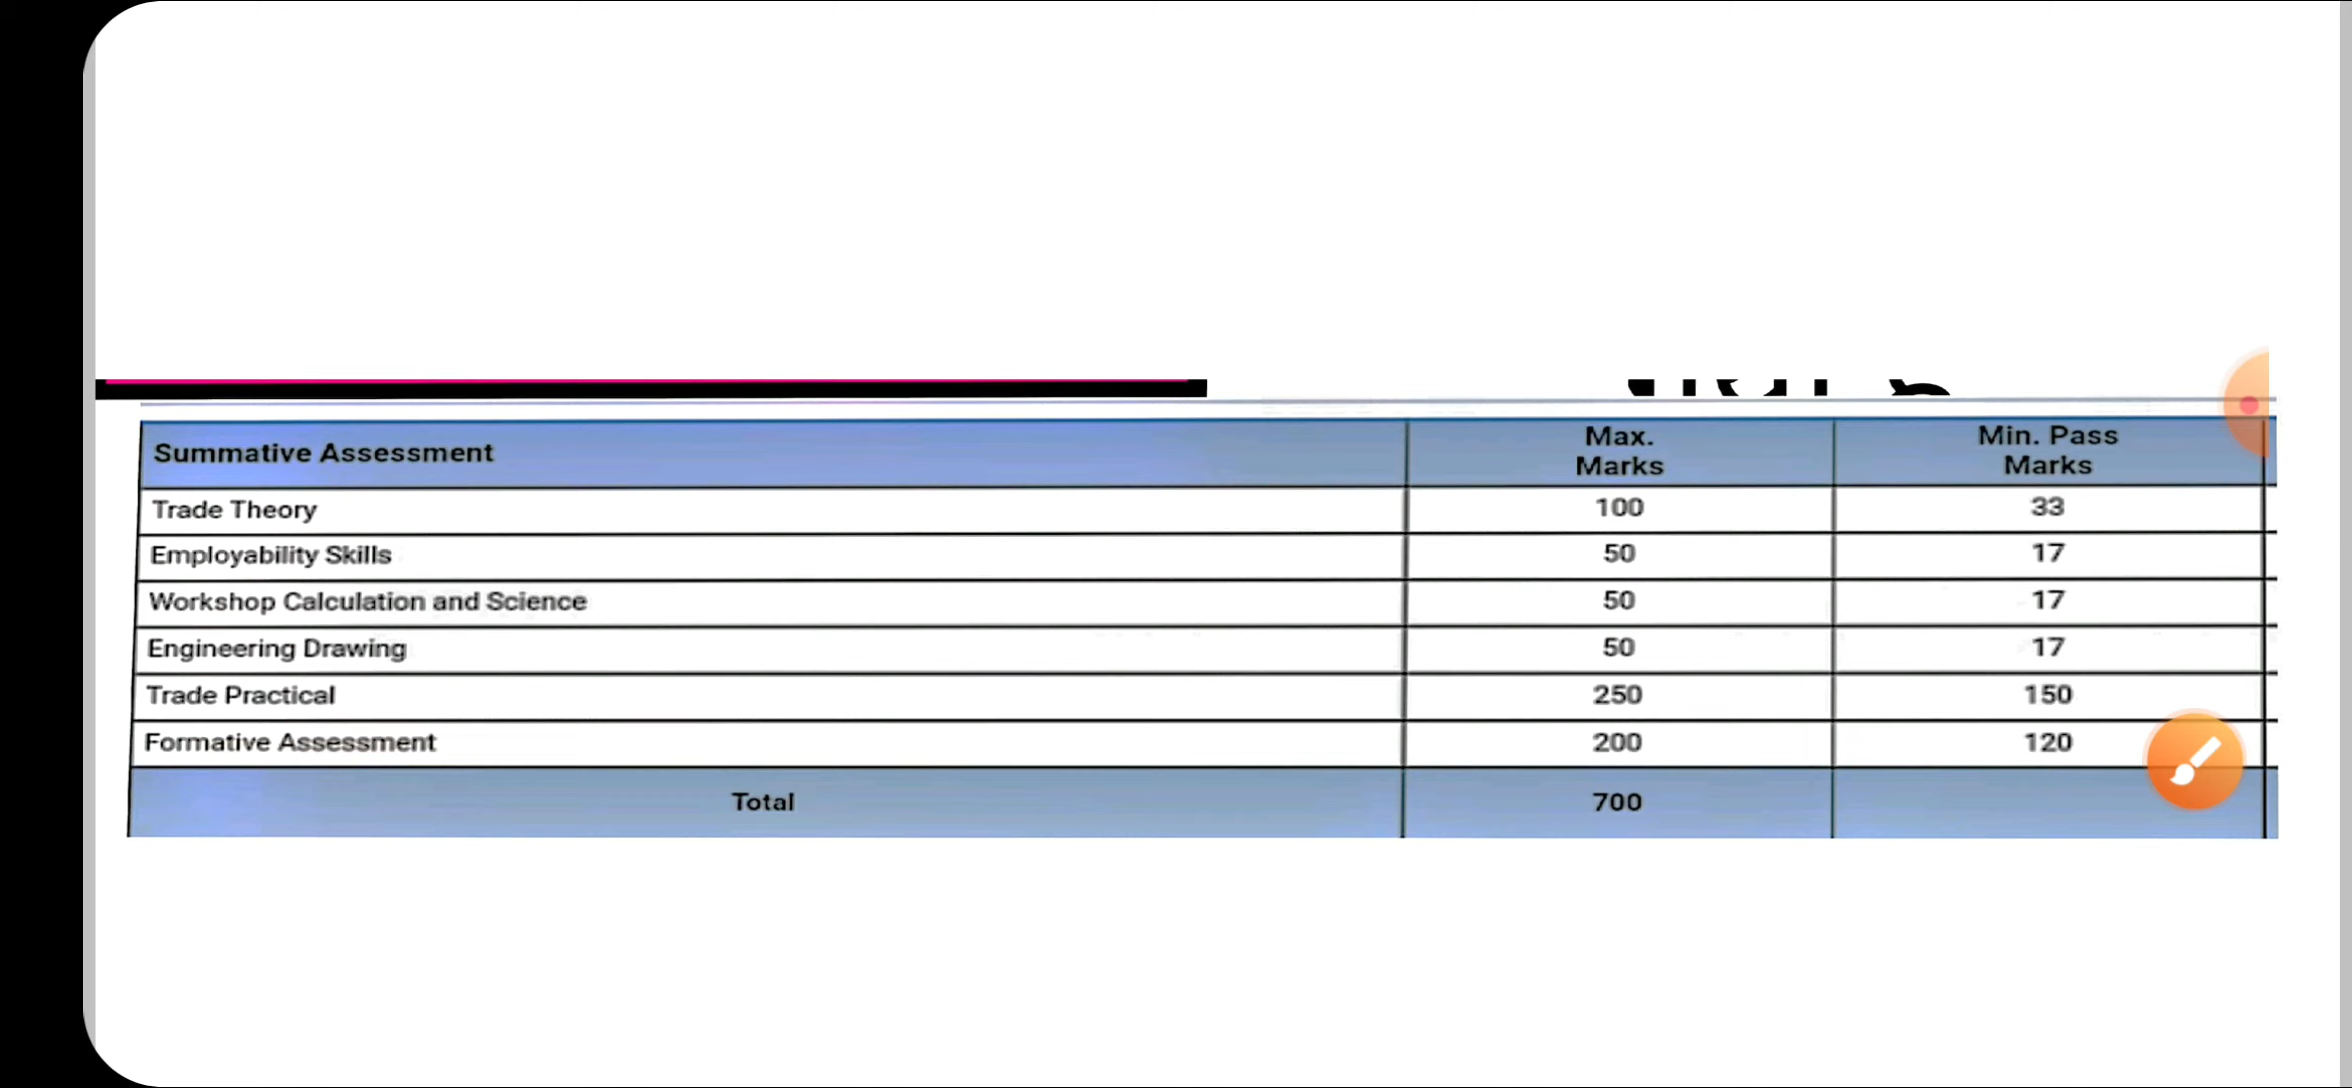 Summative Assessment Max. Marks Min. Pass Marks
Trade Theory 100 33
Employability Skills 50 17
Workshop Calculation and Science 50 17
Engineering Drawing 50 17
Trade Practical 250 150
Formative Assessment 200 120
Total 700